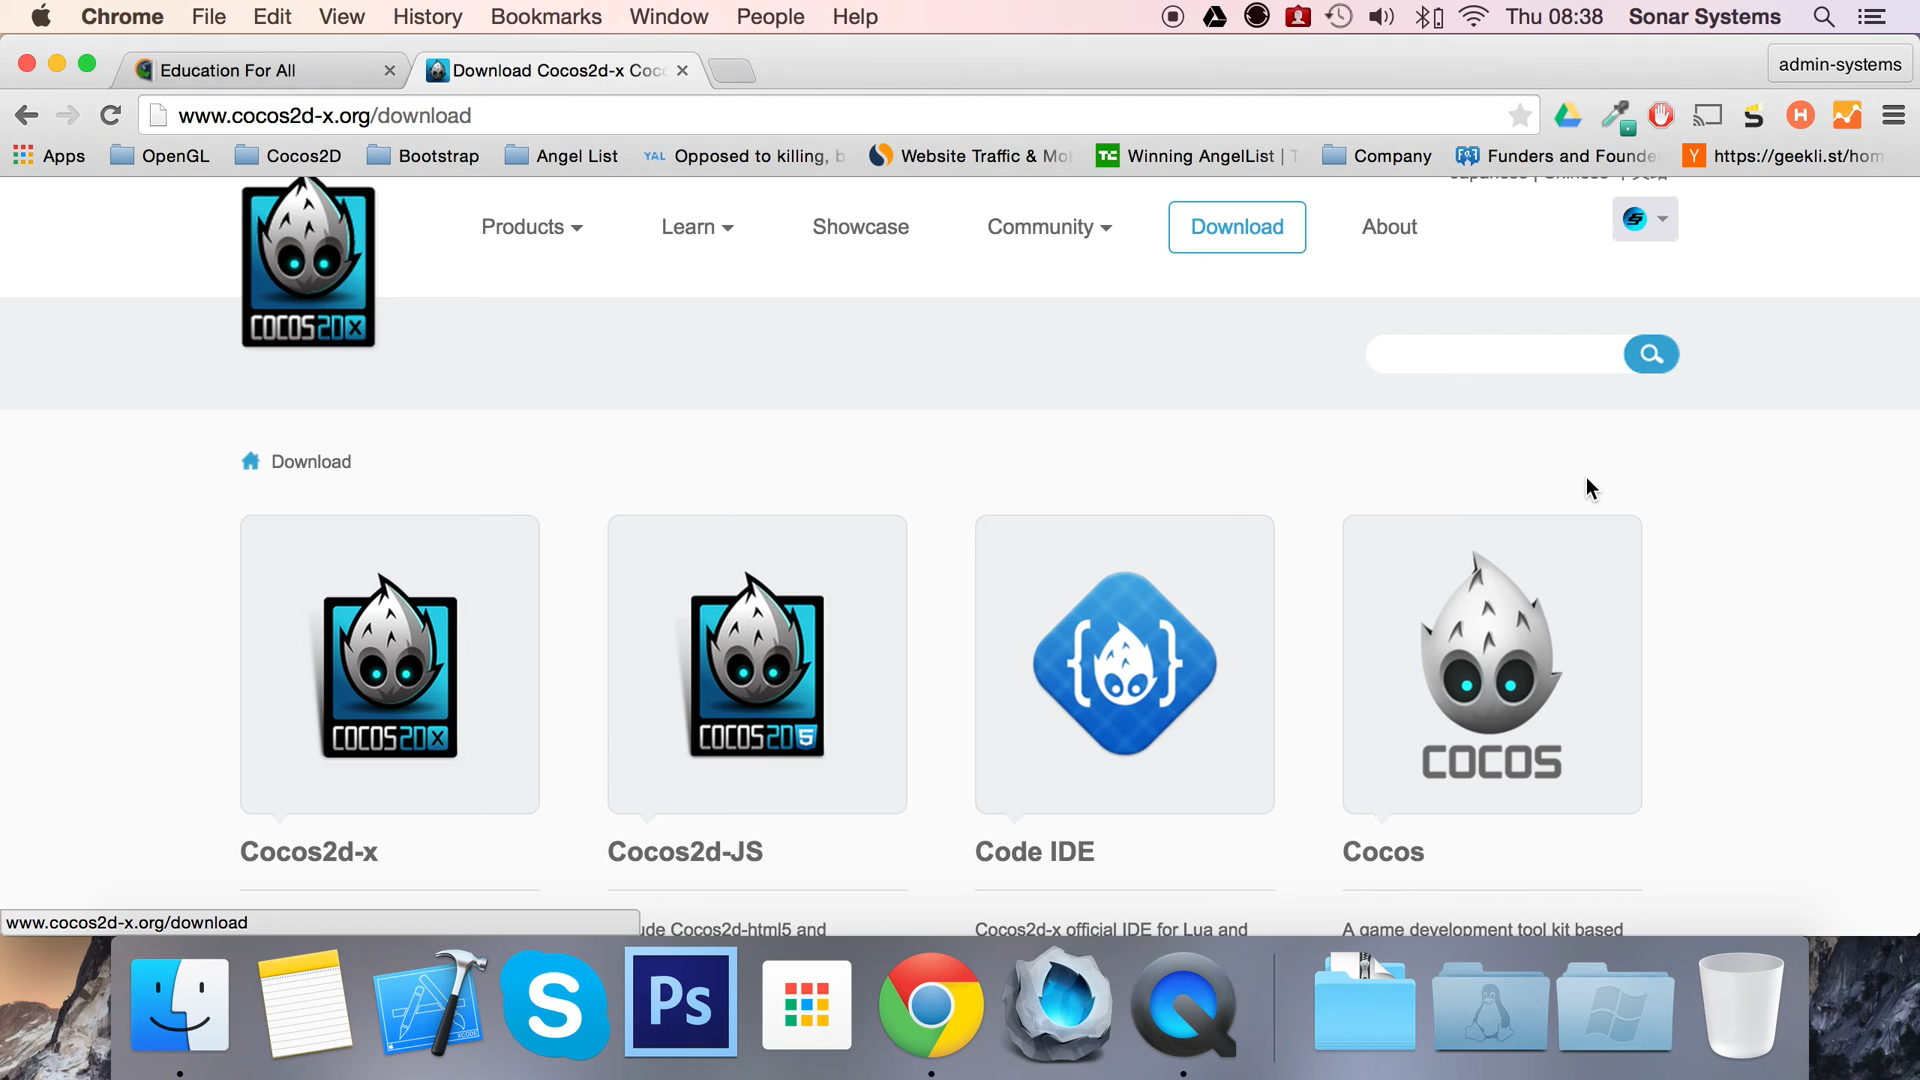 Chrome File Edit View History Bookmarks Window People Help Thu 08:38 Sonar Systems
Education For All Download Cocos2d-x Coc admin-systems
www.cocos2d-x.org/download
Apps OpenGL Cocos2D Bootstrap Angel List YAL Opposed to killing, b Website Traffic & Mo TC Winning AngelList | T Company Funders and Founde Y https://geekli.st/hom
Products Learn Showcase Community Download About
COCOS2DX
Download
COCOS2DX COCOS2D5 COCOS
Cocos2d-x Cocos2d-JS Code IDE Cocos
www.cocos2d-x.org/download ude Cocos2d-html5 and Cocos2d-x official IDE for Lua and A game development tool kit based
S Ps